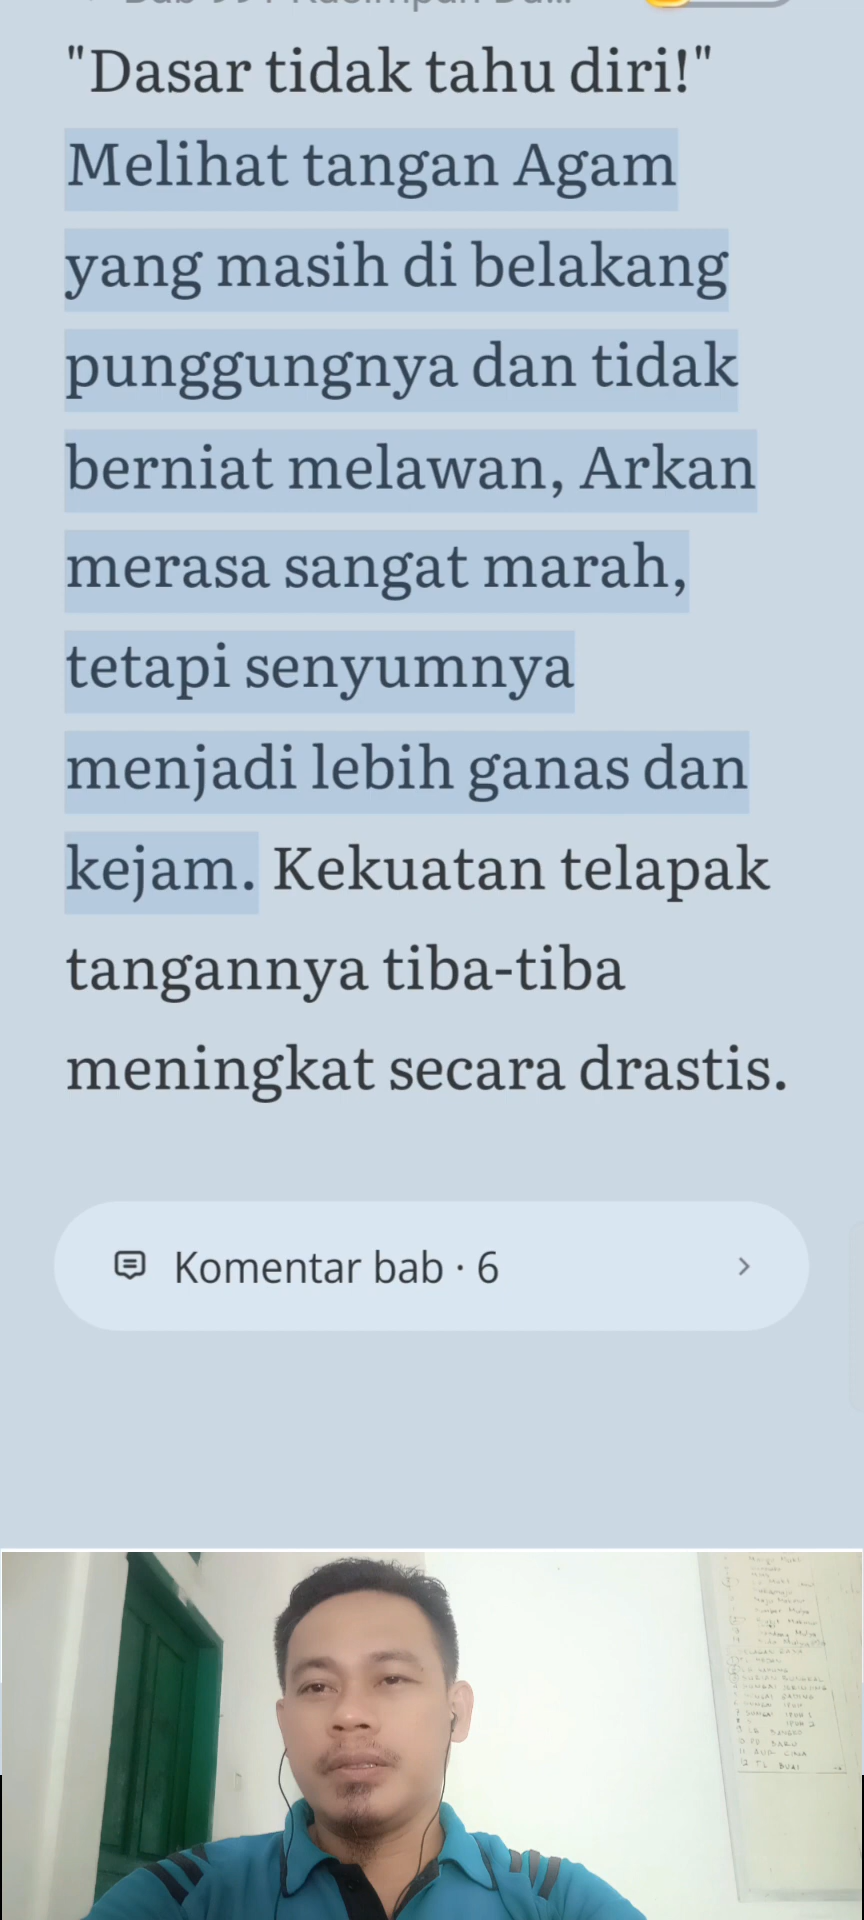 "Dasar tidak tahu diri!"
Melihat tangan Agam
yang masih di belakang
punggungnya dan tidak
berniat melawan, Arkan
merasa sangat marah,
tetapi senyumnya
menjadi lebih ganas dan
kejam. Kekuatan telapak
tangannya tiba-tiba
meningkat secara drastis.
Komentar bab · 6